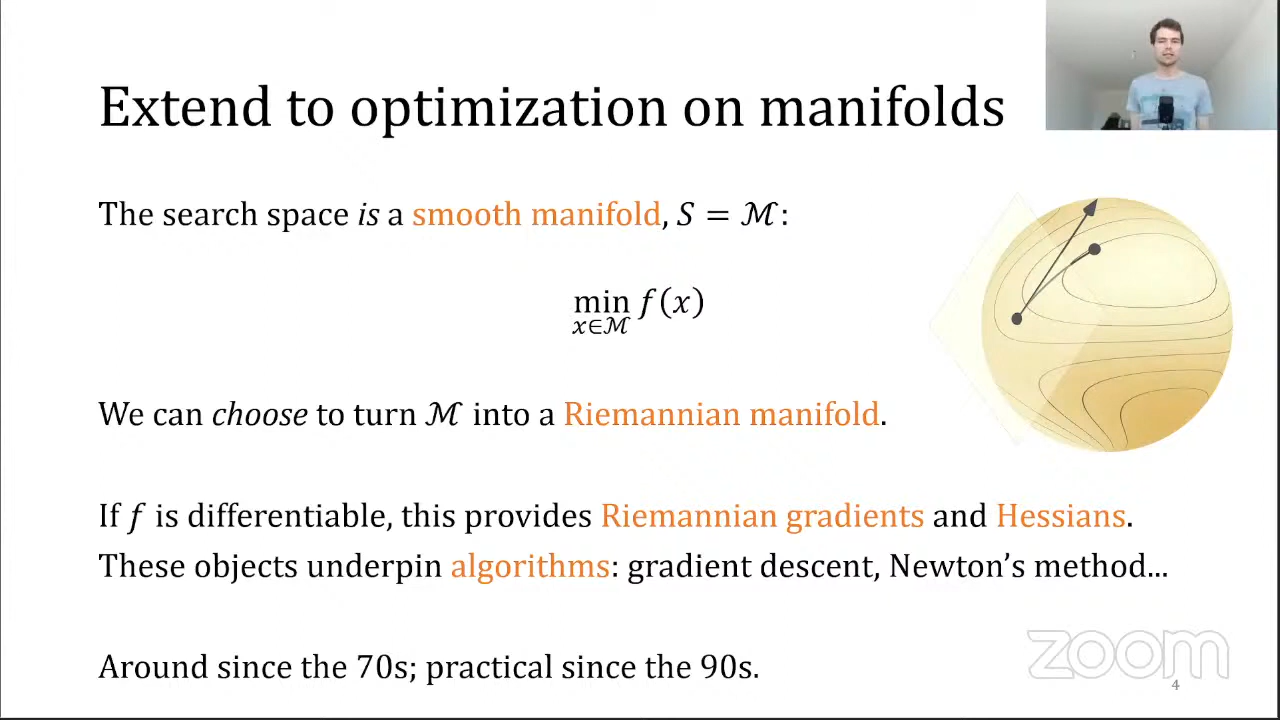 Extend to optimization on manifolds
The search space is a smooth manifold, S = ℳ:
min f(x)
x∈ℳ
We can choose to turn ℳ into a Riemannian manifold.
If f is differentiable, this provides Riemannian gradients and Hessians.
These objects underpin algorithms: gradient descent, Newton's method...
Around since the 70s; practical since the 90s.
zoom
4